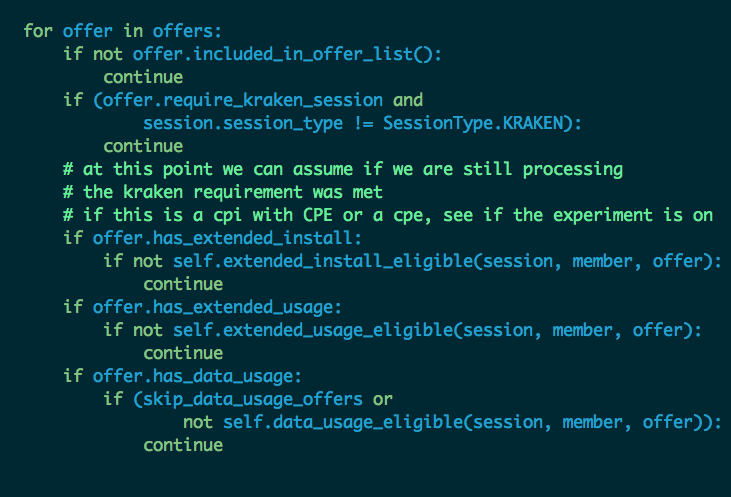 for offer in offers:
    if not offer.included_in_offer_list():
        continue
    if (offer.require_kraken_session and
            session.session_type != SessionType.KRAKEN):
        continue
    # at this point we can assume if we are still processing
    # the kraken requirement was met
    # if this is a cpi with CPE or a cpe, see if the experiment is on
    if offer.has_extended_install:
        if not self.extended_install_eligible(session, member, offer):
            continue
    if offer.has_extended_usage:
        if not self.extended_usage_eligible(session, member, offer):
            continue
    if offer.has_data_usage:
        if (skip_data_usage_offers or
                not self.data_usage_eligible(session, member, offer)):
            continue